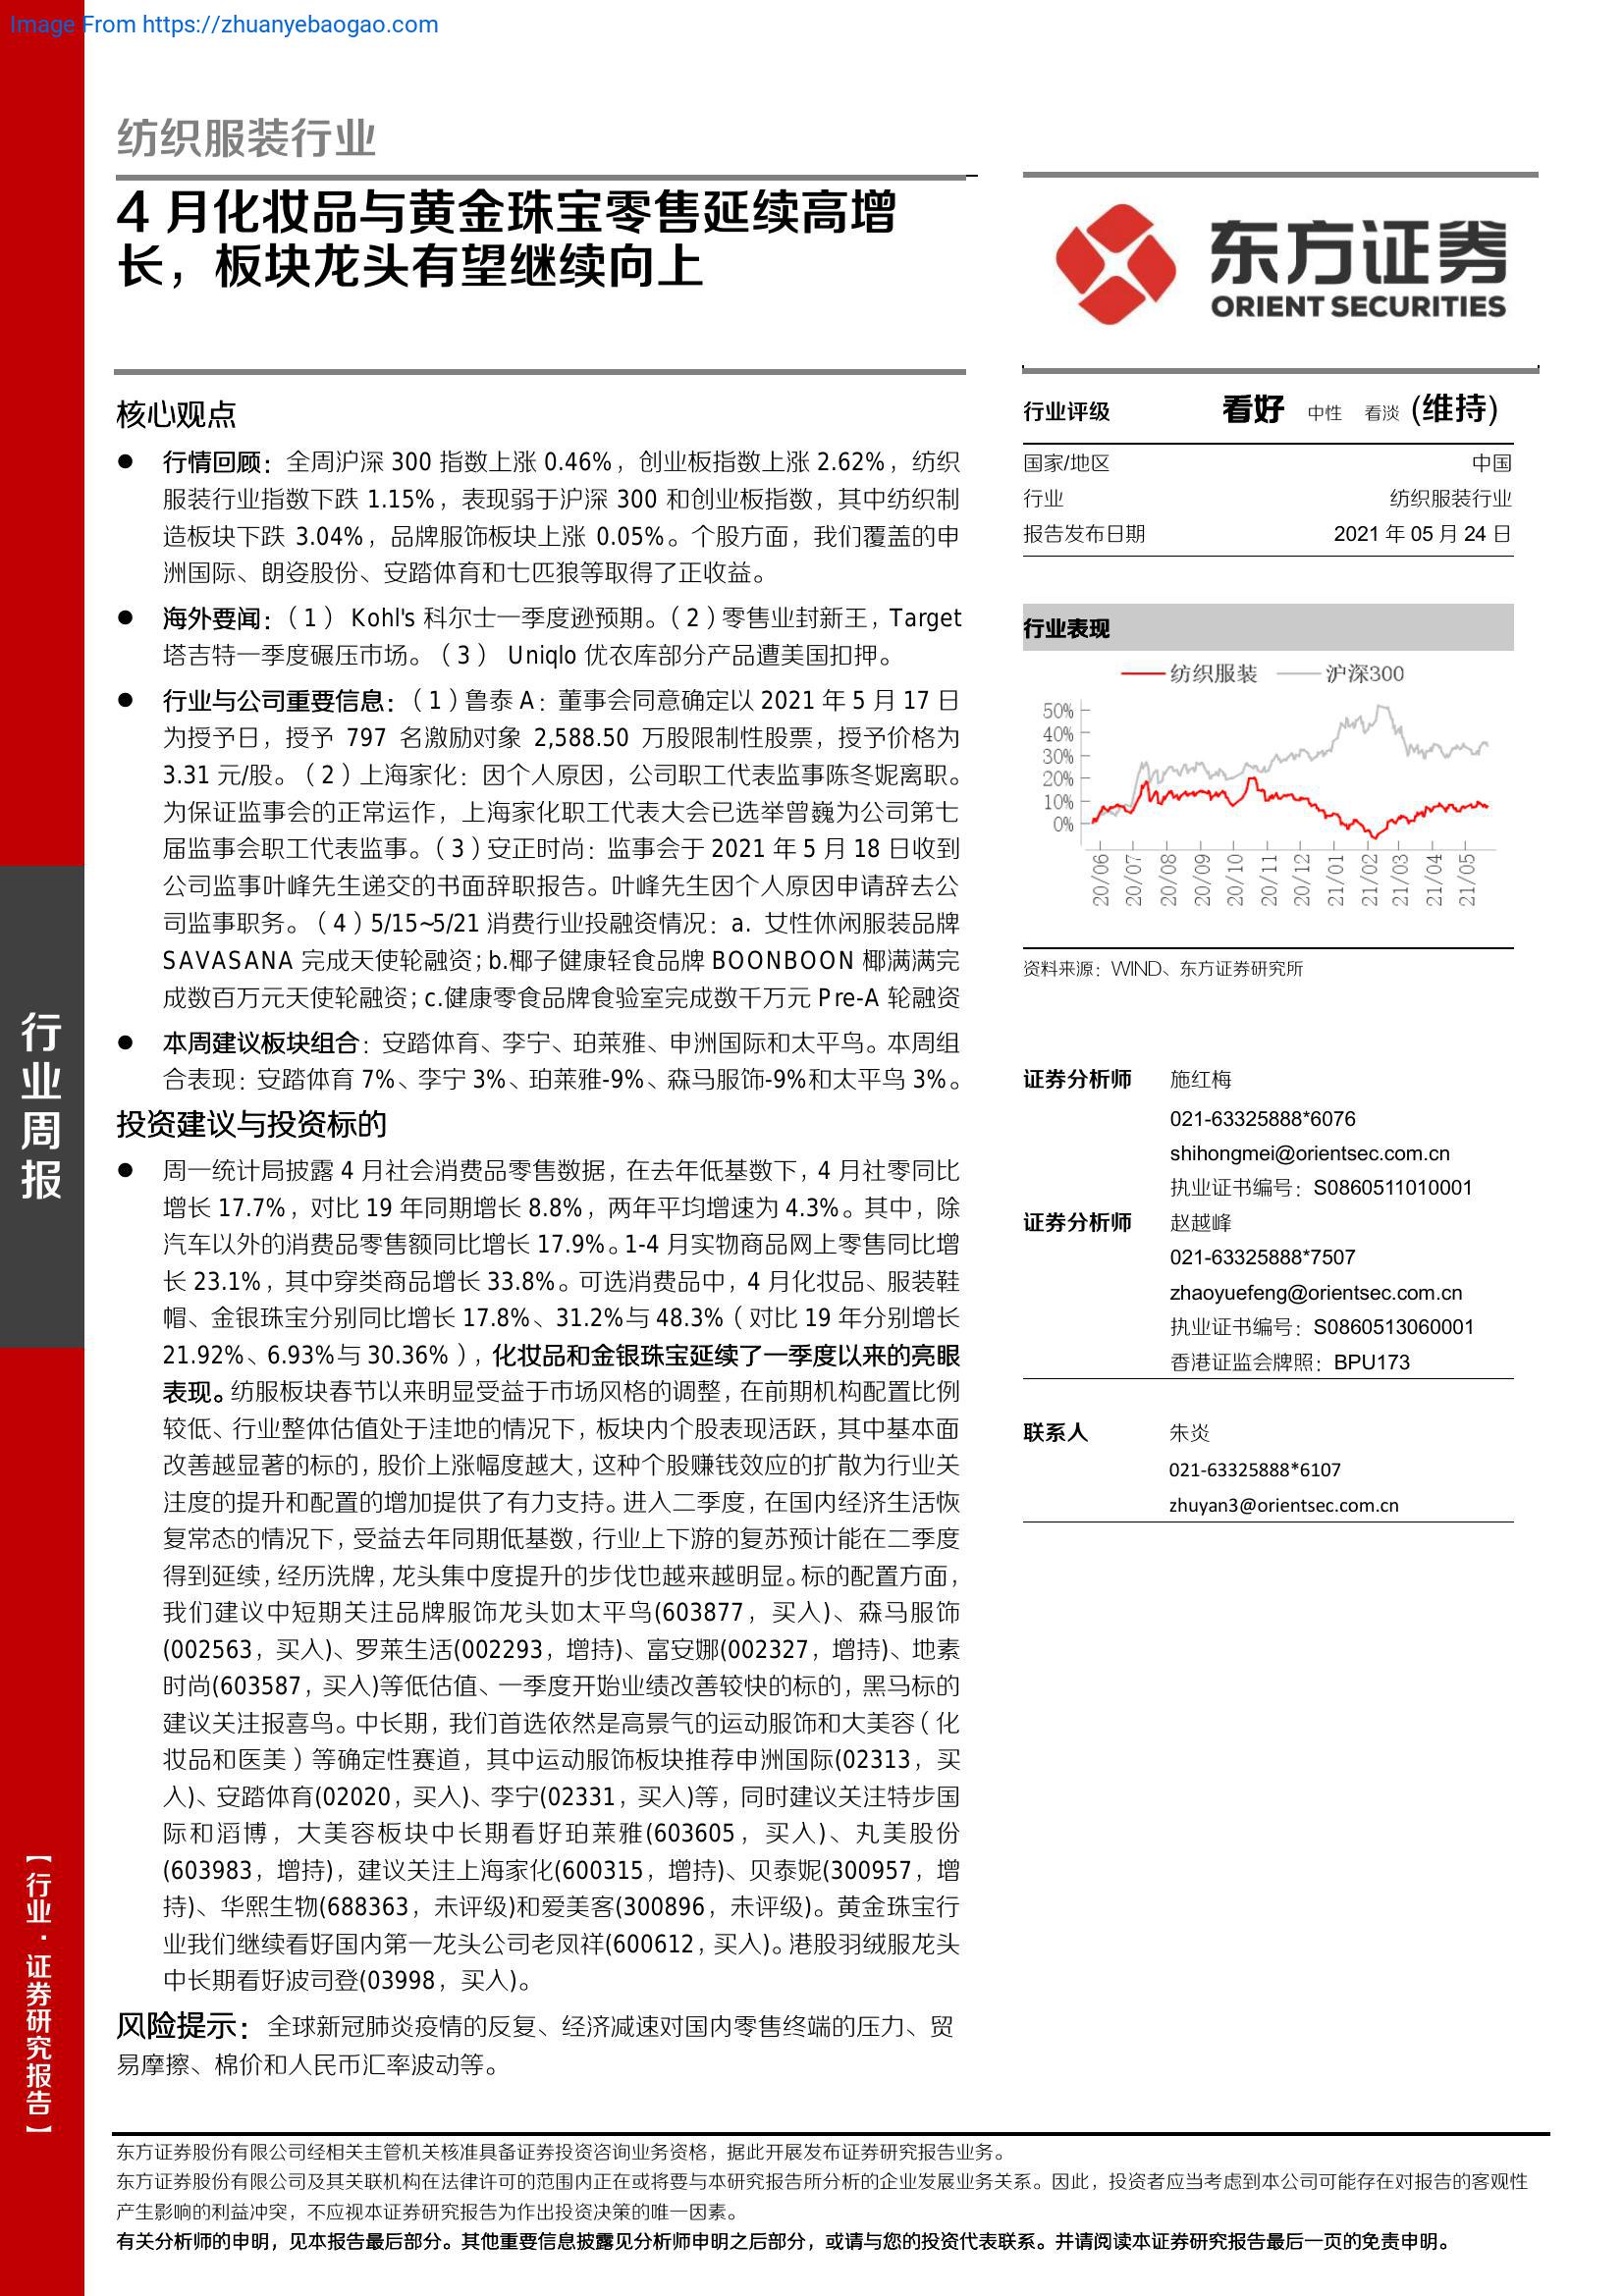 Image From https://zhuanyebaogao.com
纺织服装行业
4 月化妆品与黄金珠宝零售延续高增
长，板块龙头有望继续向上
东方证券
ORIENT SECURITIES
核心观点
● 行情回顾：全周沪深 300 指数上涨 0.46%，创业板指数上涨 2.62%，纺织
服装行业指数下跌 1.15%，表现弱于沪深 300 和创业板指数，其中纺织制
造板块下跌 3.04%，品牌服饰板块上涨 0.05%。个股方面，我们覆盖的申
洲国际、朗姿股份、安踏体育和七匹狼等取得了正收益。
● 海外要闻：（1） Kohl's 科尔士一季度逊预期。（2）零售业封新王，Target
塔吉特一季度碾压市场。（3） Uniqlo 优衣库部分产品遭美国扣押。
● 行业与公司重要信息：（1）鲁泰 A：董事会同意确定以 2021 年 5 月 17 日
为授予日，授予 797 名激励对象 2,588.50 万股限制性股票，授予价格为
3.31 元/股。（2）上海家化：因个人原因，公司职工代表监事陈冬妮离职。
为保证监事会的正常运作，上海家化职工代表大会已选举曾巍为公司第七
届监事会职工代表监事。（3）安正时尚：监事会于 2021 年 5 月 18 日收到
公司监事叶峰先生递交的书面辞职报告。叶峰先生因个人原因申请辞去公
司监事职务。（4）5/15~5/21 消费行业投融资情况：a. 女性休闲服装品牌
SAVASANA 完成天使轮融资；b.椰子健康轻食品牌 BOONBOON 椰满满完
成数百万元天使轮融资；c.健康零食品牌食验室完成数千万元 Pre-A 轮融资
● 本周建议板块组合：安踏体育、李宁、珀莱雅、申洲国际和太平鸟。本周组
合表现：安踏体育 7%、李宁 3%、珀莱雅-9%、森马服饰-9%和太平鸟 3%。
投资建议与投资标的
● 周一统计局披露 4 月社会消费品零售数据，在去年低基数下，4 月社零同比
增长 17.7%，对比 19 年同期增长 8.8%，两年平均增速为 4.3%。其中，除
汽车以外的消费品零售额同比增长 17.9%。1-4 月实物商品网上零售同比增
长 23.1%，其中穿类商品增长 33.8%。可选消费品中，4 月化妆品、服装鞋
帽、金银珠宝分别同比增长 17.8%、31.2%与 48.3%（对比 19 年分别增长
21.92%、6.93%与 30.36%），化妆品和金银珠宝延续了一季度以来的亮眼
表现。纺服板块春节以来明显受益于市场风格的调整，在前期机构配置比例
较低、行业整体估值处于洼地的情况下，板块内个股表现活跃，其中基本面
改善越显著的标的，股价上涨幅度越大，这种个股赚钱效应的扩散为行业关
注度的提升和配置的增加提供了有力支持。进入二季度，在国内经济生活恢
复常态的情况下，受益去年同期低基数，行业上下游的复苏预计能在二季度
得到延续，经历洗牌，龙头集中度提升的步伐也越来越明显。标的配置方面，
我们建议中短期关注品牌服饰龙头如太平鸟(603877，买入)、森马服饰
(002563，买入)、罗莱生活(002293，增持)、富安娜(002327，增持)、地素
时尚(603587，买入)等低估值、一季度开始业绩改善较快的标的，黑马标的
建议关注报喜鸟。中长期，我们首选依然是高景气的运动服饰和大美容（化
妆品和医美）等确定性赛道，其中运动服饰板块推荐申洲国际(02313，买
入)、安踏体育(02020，买入)、李宁(02331，买入)等，同时建议关注特步国
际和滔博，大美容板块中长期看好珀莱雅(603605，买入)、丸美股份
(603983，增持)，建议关注上海家化(600315，增持)、贝泰妮(300957，增
持)、华熙生物(688363，未评级)和爱美客(300896，未评级)。黄金珠宝行
业我们继续看好国内第一龙头公司老凤祥(600612，买入)。港股羽绒服龙头
中长期看好波司登(03998，买入)。
风险提示：全球新冠肺炎疫情的反复、经济减速对国内零售终端的压力、贸
易摩擦、棉价和人民币汇率波动等。
行业评级 看好 中性 看淡 (维持)
国家/地区 中国
行业 纺织服装行业
报告发布日期 2021 年 05 月 24 日
行业表现
纺织服装 沪深300
50%
40%
30%
20%
10%
0%
20/06 20/07 20/08 20/09 20/10 20/11 20/12 21/01 21/02 21/03 21/04 21/05
资料来源：WIND、东方证券研究所
证券分析师 施红梅
021-63325888*6076
shihongmei@orientsec.com.cn
执业证书编号：S0860511010001
证券分析师 赵越峰
021-63325888*7507
zhaoyuefeng@orientsec.com.cn
执业证书编号：S0860513060001
香港证监会牌照：BPU173
联系人 朱炎
021-63325888*6107
zhuyan3@orientsec.com.cn
行业周报
【行业·证券研究报告】
东方证券股份有限公司经相关主管机关核准具备证券投资咨询业务资格，据此开展发布证券研究报告业务。
东方证券股份有限公司及其关联机构在法律许可的范围内正在或将要与本研究报告所分析的企业发展业务关系。因此，投资者应当考虑到本公司可能存在对报告的客观性
产生影响的利益冲突，不应视本证券研究报告为作出投资决策的唯一因素。
有关分析师的申明，见本报告最后部分。其他重要信息披露见分析师申明之后部分，或请与您的投资代表联系。并请阅读本证券研究报告最后一页的免责申明。